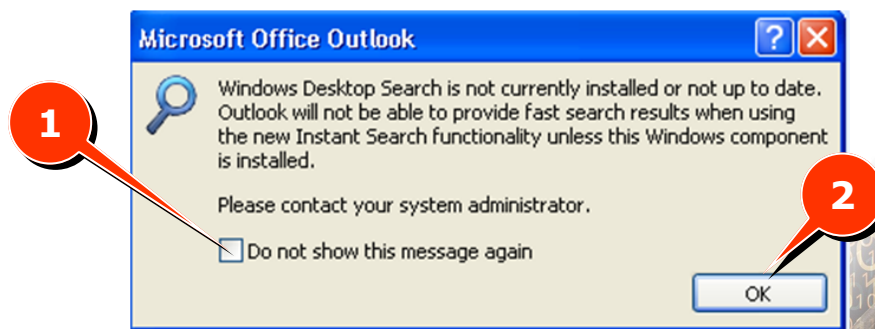 Microsoft Office Outlook
Windows Desktop Search is not currently installed or not up to date.
Outlook will not be able to provide fast search results when using
the new Instant Search functionality unless this Windows component
is installed.
Please contact your system administrator.
1
2
Do not show this message again
OK